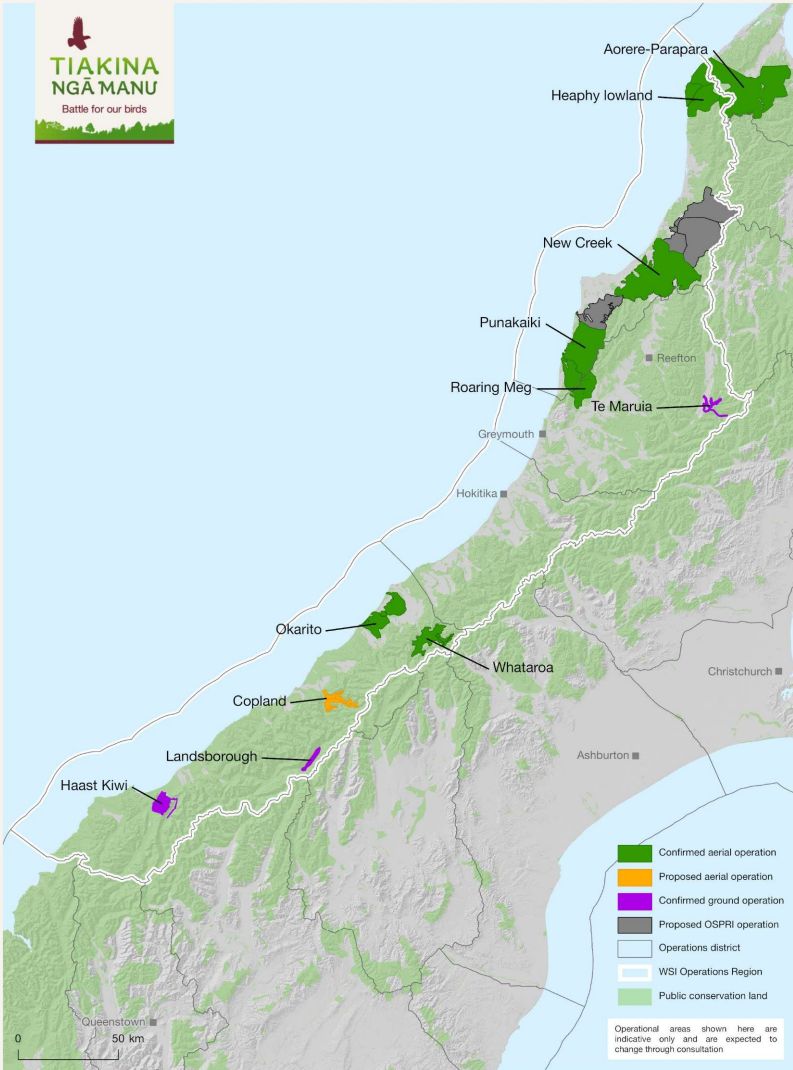 TIAKINA
NGĀ MANU
Battle for our birds
Aorere-Parapara
Heaphy lowland
New Creek
Punakaiki
Reefton
Roaring Meg
Te Maruia
Greymouth
Hokitika
Okarito
Whataroa
Christchurch
Copland
Landsborough
Ashburton
Haast Kiwi
Confirmed aerial operation
Proposed aerial operation
Confirmed ground operation
Proposed OSPRI operation
Operations district
WSI Operations Region
Public conservation land
Queenstown
0 50 km
Operational areas shown here are
indicative only and are expected to
change through consultation